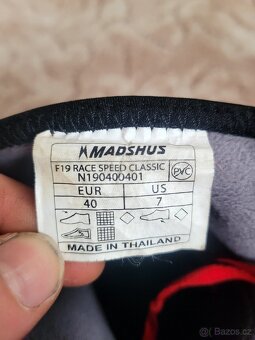 MADSHUS
F19 RACE SPEED CLASSIC
N190400401
PVC
EUR US
40 7
MADE IN THAILAND
Bazos.cz